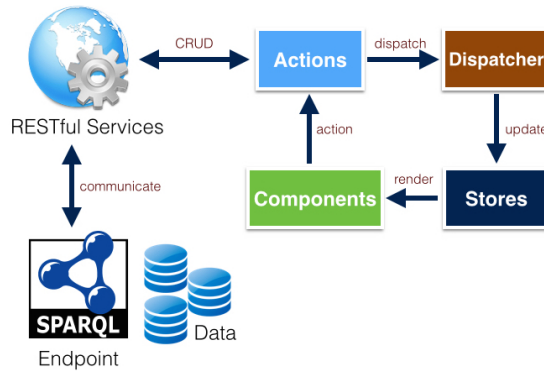 CRUD
Actions
dispatch
Dispatcher
RESTful Services
action
update
communicate
Components
render
Stores
SPARQL
Data
Endpoint